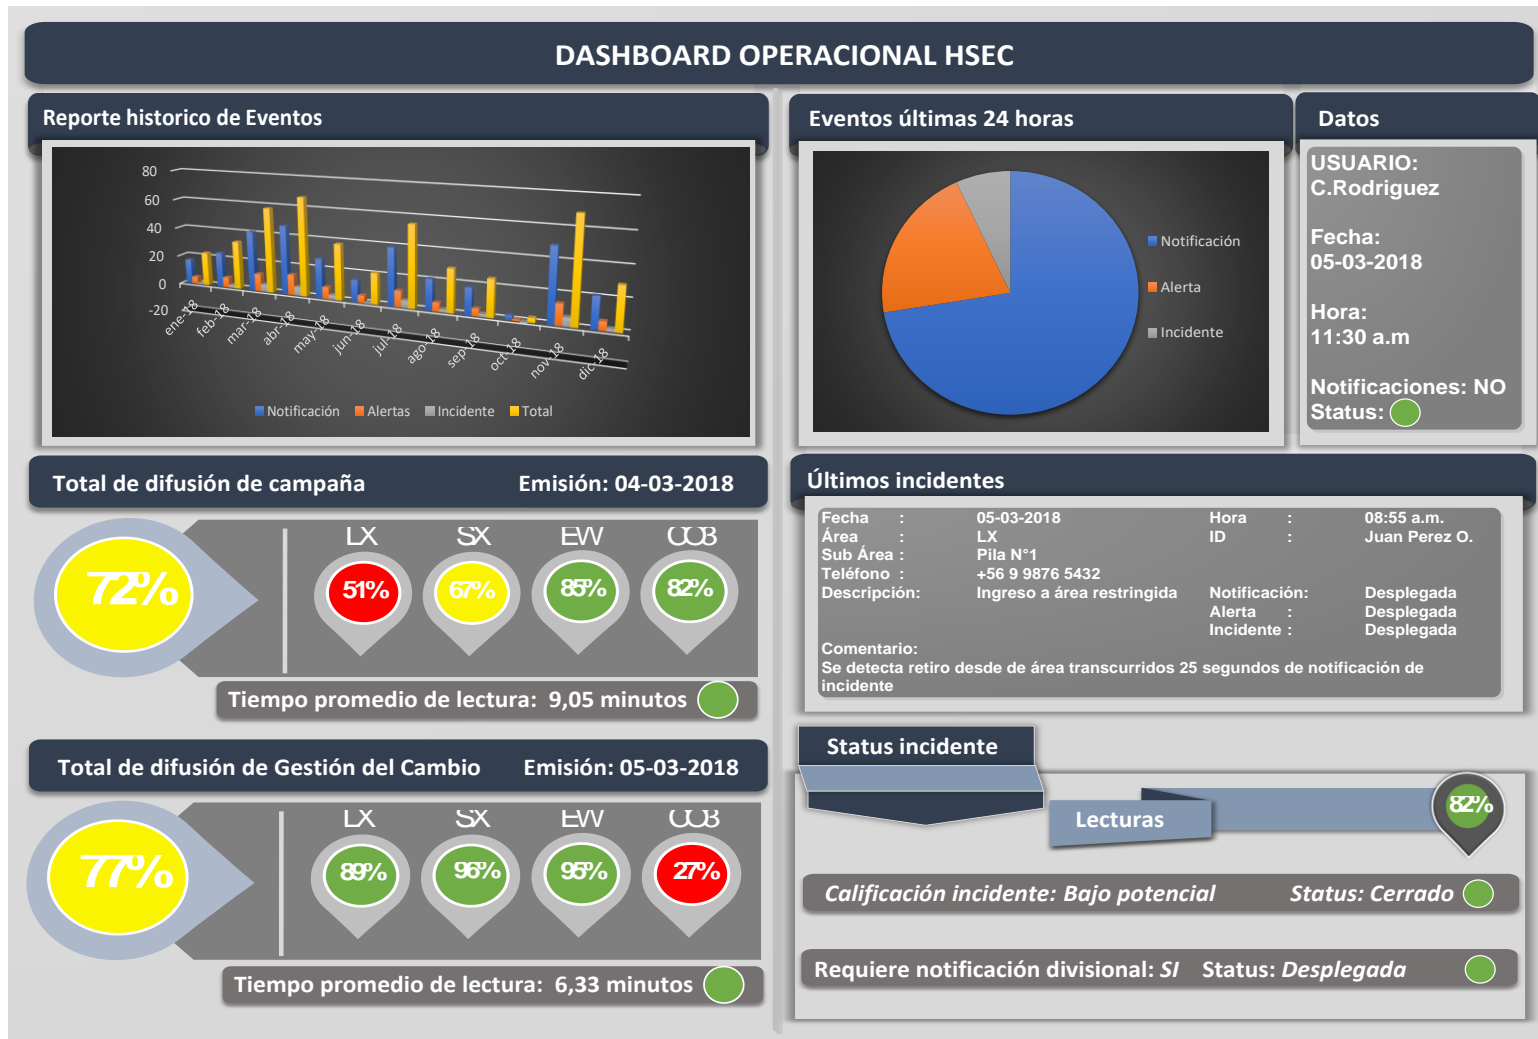 DASHBOARD OPERACIONAL HSEC
Reporte historico de Eventos
80
60
40
20
0
-20
ene-18
feb-18
mar-18
abr-18
may-18
jun-18
jul-18
ago-18
sep-18
oct-18
nov-18
dic-18
Notificación Alertas Incidente Total
Eventos últimas 24 horas
Notificación
Alerta
Incidente
Datos
USUARIO:
C.Rodriguez
Fecha:
05-03-2018
Hora:
11:30 a.m
Notificaciones: NO
Status:
Total de difusión de campaña Emisión: 04-03-2018
72%
LX SX EW CCB
51% 67% 85% 82%
Tiempo promedio de lectura: 9,05 minutos
Total de difusión de Gestión del Cambio Emisión: 05-03-2018
77%
LX SX EW CCB
89% 96% 95% 27%
Tiempo promedio de lectura: 6,33 minutos
Últimos incidentes
Fecha : 05-03-2018 Hora : 08:55 a.m.
Área : LX ID : Juan Perez O.
Sub Área : Pila N°1
Teléfono : +56 9 9876 5432
Descripción: Ingreso a área restringida Notificación: Desplegada
Alerta : Desplegada
Incidente : Desplegada
Comentario:
Se detecta retiro desde de área transcurridos 25 segundos de notificación de
incidente
Status incidente
Lecturas
82%
Calificación incidente: Bajo potencial Status: Cerrado
Requiere notificación divisional: SI Status: Desplegada